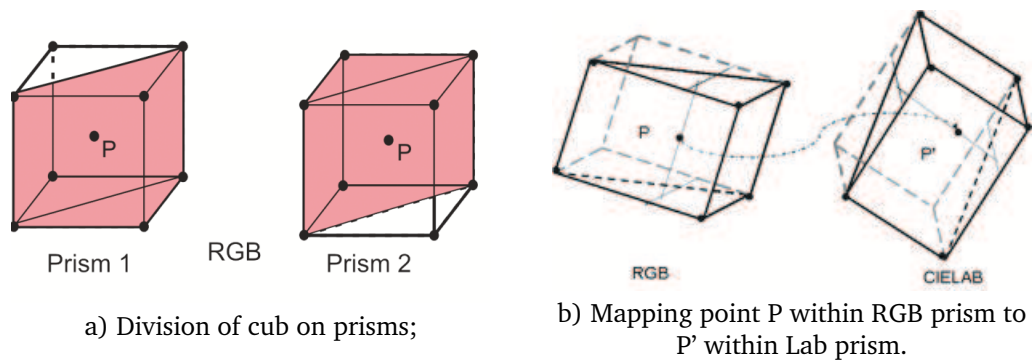 P
P
Prism 1
RGB
Prism 2
a) Division of cub on prisms;
P
P'
RGB
CIELAB
b) Mapping point P within RGB prism to
P’ within Lab prism.